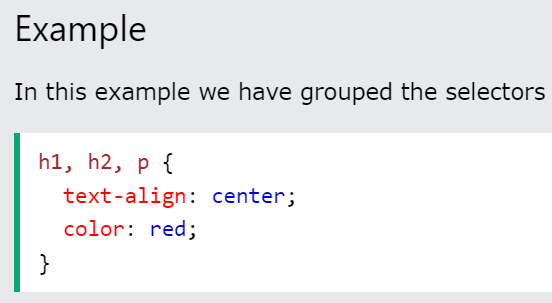 Example
In this example we have grouped the selectors
h1, h2, p {
  text-align: center;
  color: red;
}